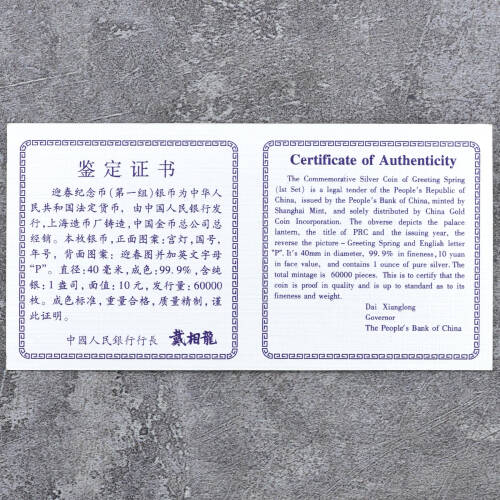 鉴定证书
迎春纪念币(第一组)银币为中华人
民共和国法定货币，由中国人民银行发
行,上海造币厂铸造,中国金币总公司总
经销。本枚银币,正面图案:宫灯,国号,
年号,背面图案:迎春图并加英文字母
“P”。直径:40毫米,成色:99.9%,含纯
银:1盎司,面值:10元,发行量:60000
枚。成色标准,重量合格,质量精制,谨
此证明。
中國人民銀行行長 戴相龍
Certificate of Authenticity
The Commemorative Silver Coin of Greeting Spring
(1st Set) is a legal tender of the People's Republic of
China, issued by the People's Bank of China, minted by
Shanghai Mint, and solely distributed by China Gold
Coin Incorporation. The obverse depicts the palace
lantern, the title of PRC and the issuing year, the
reverse the picture – Greeting Spring and English letter
"P". It's 40mm in diameter, 99.9% in fineness, 10 yuan
in face value, and contains 1 ounce of pure silver. The
total mintage is 60000 pieces. This is to certify that the
coin is proof in quality and is up to standard as to its
fineness and weight.
Dai Xianglong
Governor
The People's Bank of China